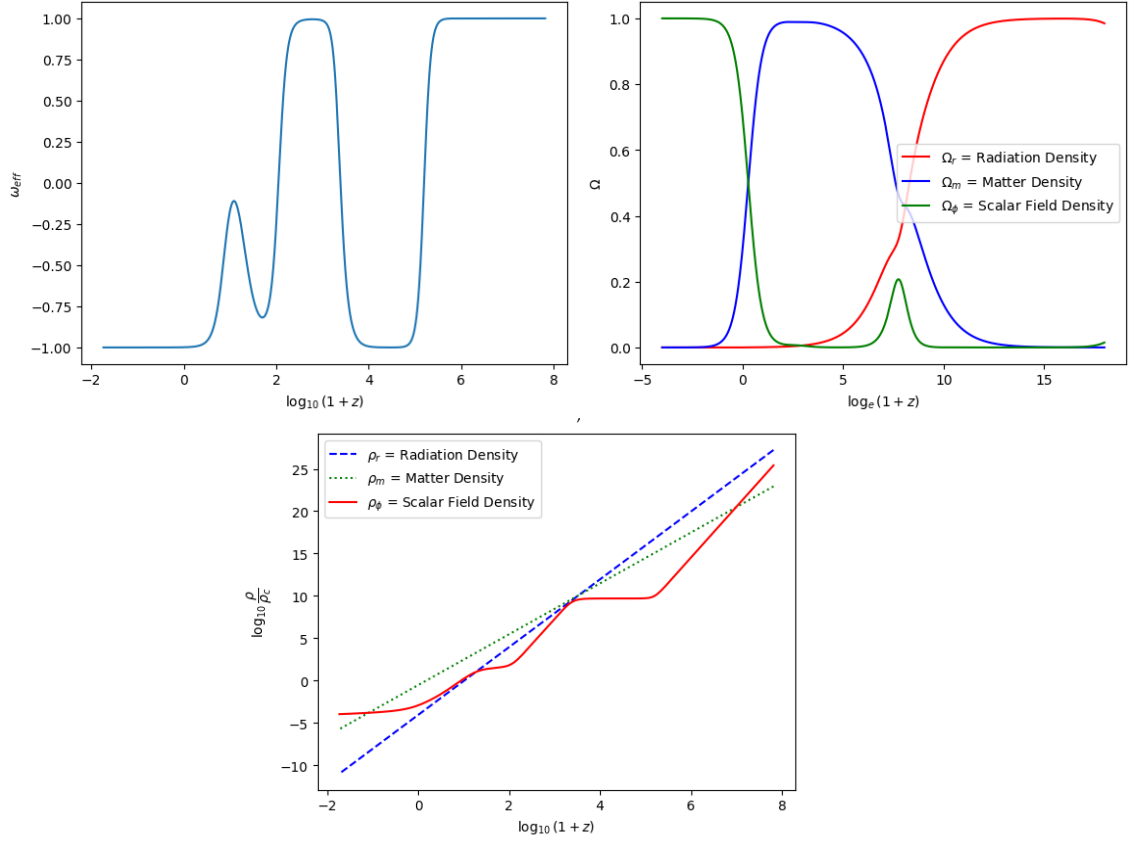 1.00
0.75
0.50
0.25
0.00
−0.25
−0.50
−0.75
−1.00
ω_eff
−2 0 2 4 6 8
log₁₀ (1 + z)
1.0
0.8
0.6
0.4
0.2
0.0
Ω
Ω_r = Radiation Density
Ω_m = Matter Density
Ω_ϕ = Scalar Field Density
−5 0 5 10 15
log_e (1 + z)
,
25
20
15
10
5
0
−5
−10
log₁₀ ρ/ρ_c
ρ_r = Radiation Density
ρ_m = Matter Density
ρ_ϕ = Scalar Field Density
−2 0 2 4 6 8
log₁₀ (1 + z)